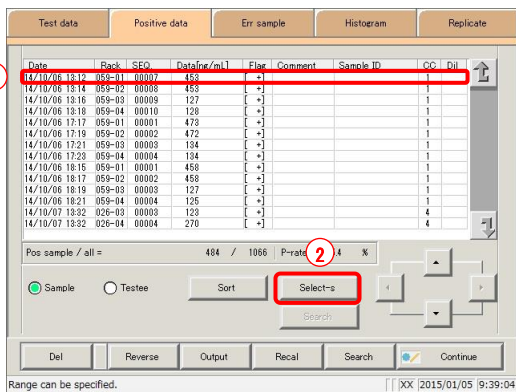 Test data Positive data Err sample Histogram Replicate
Date Rack SEQ. Data[ng/mL] Flag Comment Sample ID CC Dil
14/10/06 13:12 059-01 00007 453 [ +] 1
14/10/06 13:14 059-02 00008 453 [ +] 1
14/10/06 13:16 059-03 00009 127 [ +] 1
14/10/06 13:18 059-04 00010 128 [ +] 1
14/10/06 17:17 059-01 00001 473 [ +] 1
14/10/06 17:19 059-02 00002 472 [ +] 1
14/10/06 17:21 059-03 00003 134 [ +] 1
14/10/06 17:23 059-04 00004 134 [ +] 1
14/10/06 18:15 059-01 00001 458 [ +] 1
14/10/06 18:17 059-02 00002 458 [ +] 1
14/10/06 18:19 059-03 00003 127 [ +] 1
14/10/06 18:21 059-04 00004 125 [ +] 1
14/10/07 13:32 026-03 00003 123 [ +] 4
14/10/07 13:32 026-04 00004 270 [ +] 4
Pos sample / all = 484 / 1066 P-rate 2 .4 %
Sample Testee Sort Select-s
Search
Del Reverse Output Recal Search Continue
Range can be specified. XX 2015/01/05 9:39:04